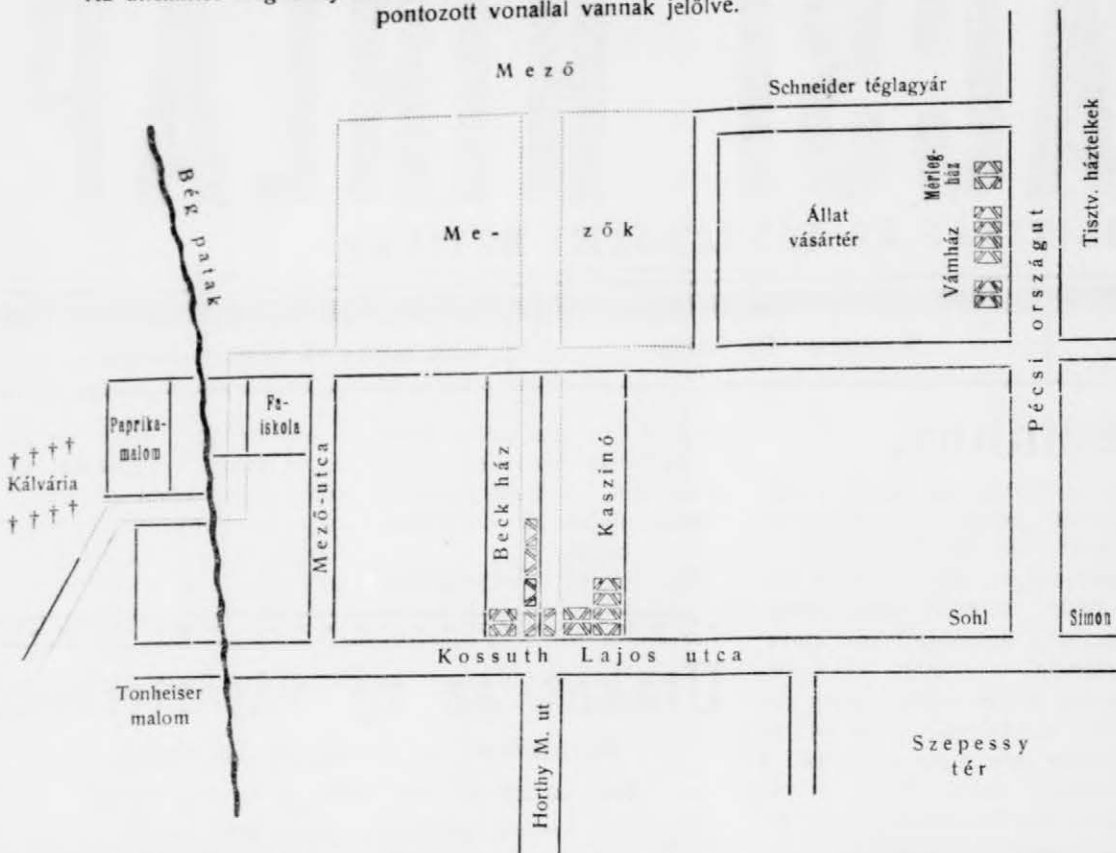 pontozott vonallal vannak jelölve.
Mező
Schneider téglagyár
Bég patak
Me- zők
Állat
vásártér
Mérleg-
ház
Vámház
Pécsi országut
Tisztv. háztelkek
Paprika-
malom
Fa-
iskola
† † † †
Kálvária
† † † †
Mező-utca
Beck ház
Kaszinó
Sohl
Simon
Kossuth Lajos utca
Tonheiser
malom
Horthy M. ut
Szepessy
tér